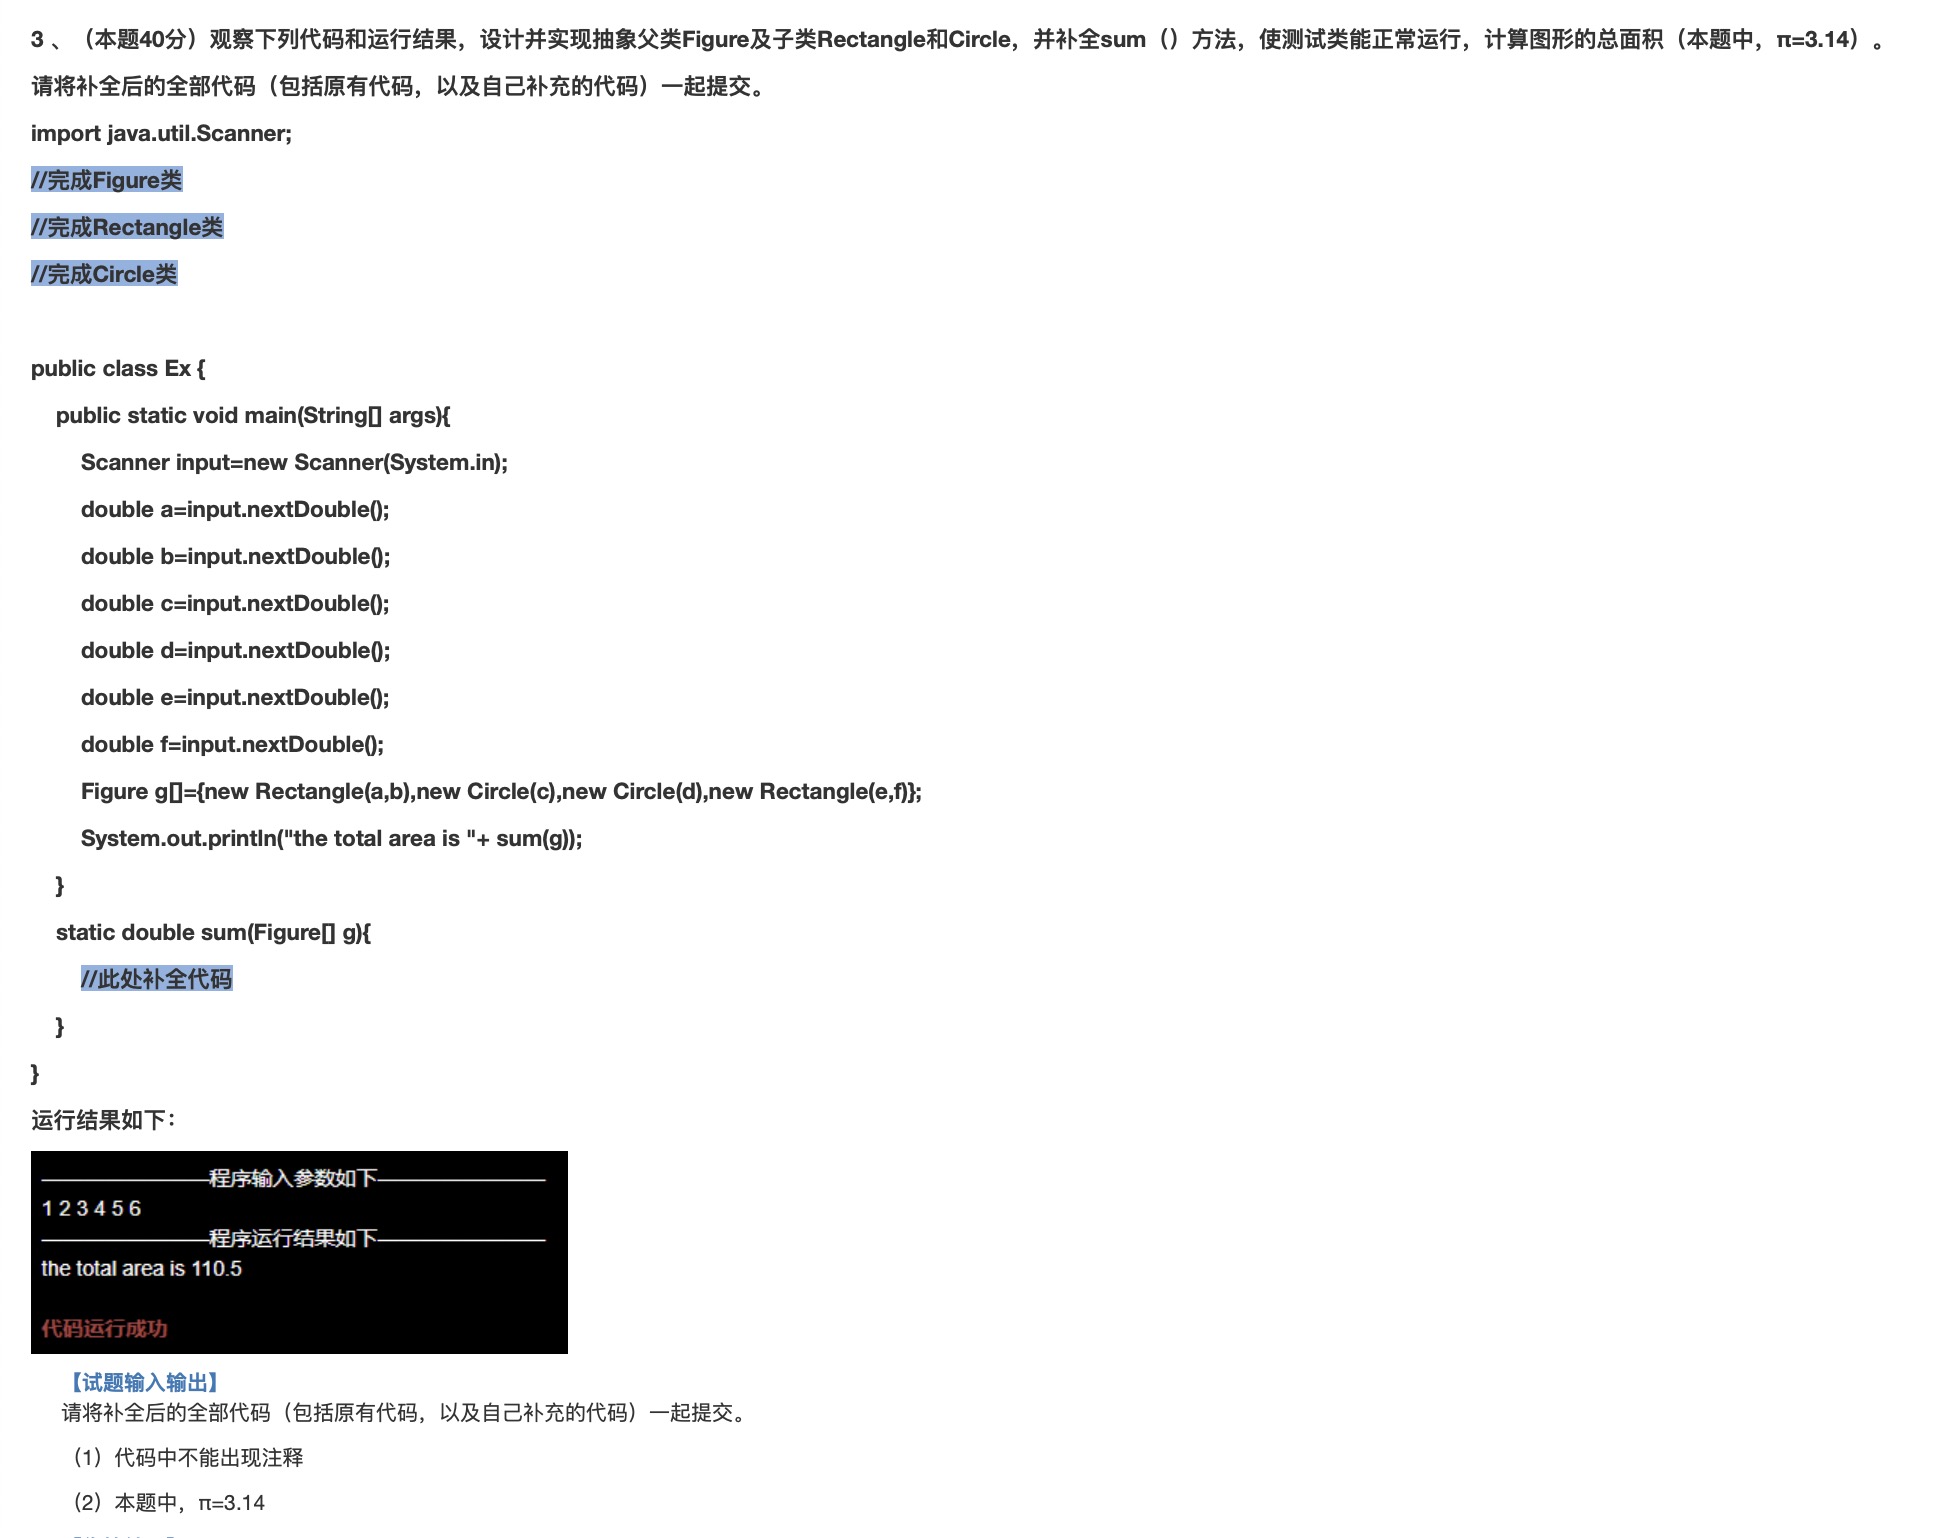 3 、（本题40分）观察下列代码和运行结果，设计并实现抽象父类Figure及子类Rectangle和Circle，并补全sum（）方法，使测试类能正常运行，计算图形的总面积（本题中，π=3.14）。
请将补全后的全部代码（包括原有代码，以及自己补充的代码）一起提交。
import java.util.Scanner;
//完成Figure类
//完成Rectangle类
//完成Circle类
public class Ex {
public static void main(String[] args){
Scanner input=new Scanner(System.in);
double a=input.nextDouble();
double b=input.nextDouble();
double c=input.nextDouble();
double d=input.nextDouble();
double e=input.nextDouble();
double f=input.nextDouble();
Figure g[]={new Rectangle(a,b),new Circle(c),new Circle(d),new Rectangle(e,f)};
System.out.println("the total area is "+ sum(g));
}
static double sum(Figure[] g){
//此处补全代码
}
}
运行结果如下：
————————程序输入参数如下————————
1 2 3 4 5 6
————————程序运行结果如下————————
the total area is 110.5
代码运行成功
【试题输入输出】
请将补全后的全部代码（包括原有代码，以及自己补充的代码）一起提交。
（1）代码中不能出现注释
（2）本题中，π=3.14